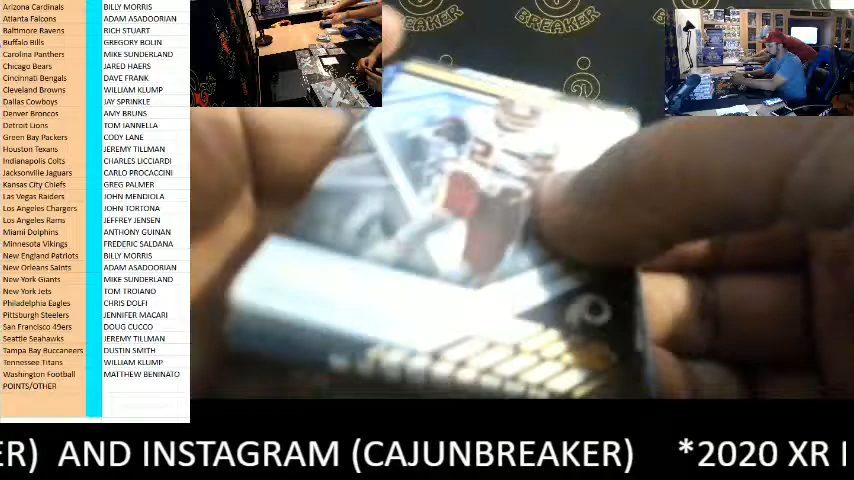 Arizona Cardinals BILLY MORRIS
Atlanta Falcons ADAM ASADOORIAN
Baltimore Ravens RICH STUART
Buffalo Bills GREGORY BOLIN
Carolina Panthers MIKE SUNDERLAND
Chicago Bears JARED HAERS
Cincinnati Bengals DAVE FRANK
Cleveland Browns WILLIAM KLUMP
Dallas Cowboys JAY SPRINKLE
Denver Broncos AMY BRUNS
Detroit Lions TOM IANNELLA
Green Bay Packers CODY LANE
Houston Texans JEREMY TILLMAN
Indianapolis Colts CHARLES LICCIARDI
Jacksonville Jaguars CARLO PROCACCINI
Kansas City Chiefs GREG PALMER
Las Vegas Raiders JOHN MENDIOLA
Los Angeles Chargers JOHN TORTONA
Los Angeles Rams JEFFREY JENSEN
Miami Dolphins ANTHONY GUINAN
Minnesota Vikings FREDERIC SALDANA
New England Patriots BILLY MORRIS
New Orleans Saints ADAM ASADOORIAN
New York Giants MIKE SUNDERLAND
New York Jets TOM TROIANO
Philadelphia Eagles CHRIS DOLFI
Pittsburgh Steelers JENNIFER MACARI
San Francisco 49ers DOUG CUCCO
Seattle Seahawks JEREMY TILLMAN
Tampa Bay Buccaneers DUSTIN SMITH
Tennessee Titans WILLIAM KLUMP
Washington Football MATTHEW BENINATO
POINTS/OTHER
BREAKER
BREAKER
ER) AND INSTAGRAM (CAJUNBREAKER) *2020 XR